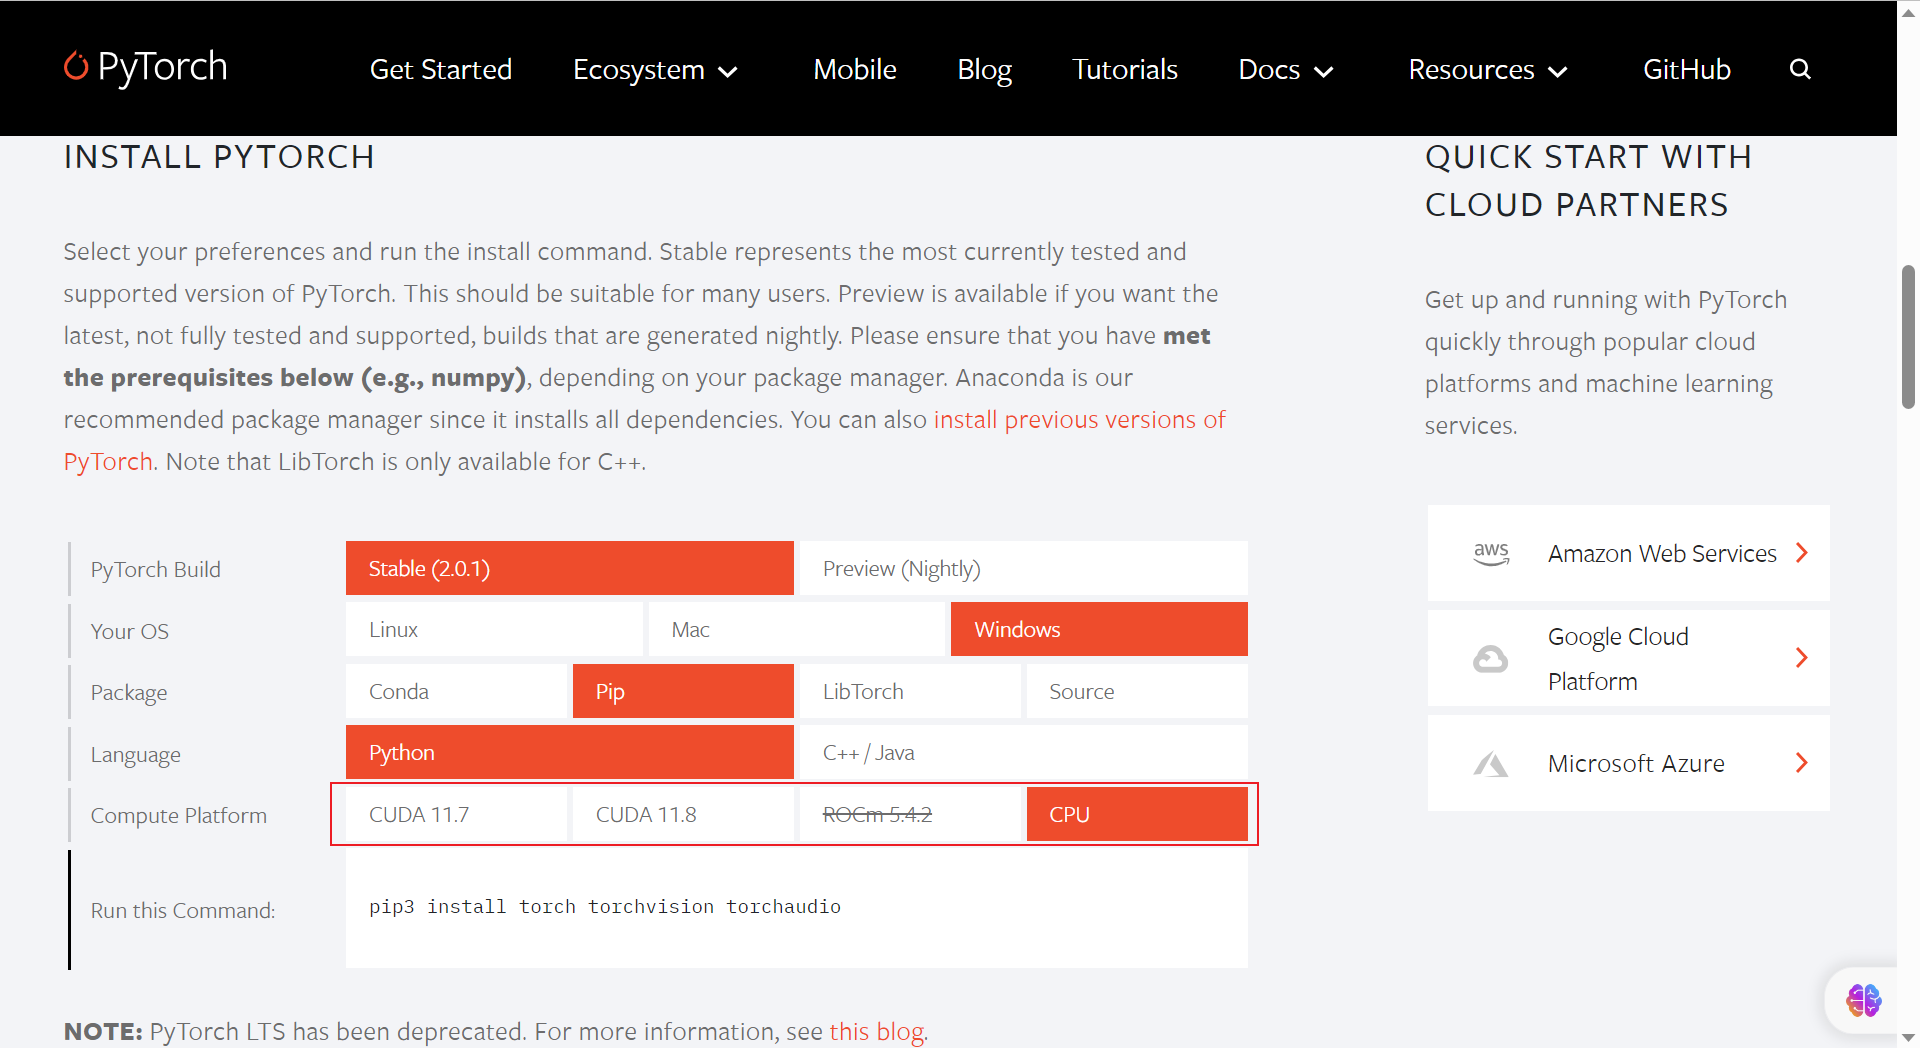 PyTorch
Get Started
Ecosystem
Mobile
Blog
Tutorials
Docs
Resources
GitHub
INSTALL PYTORCH
Select your preferences and run the install command. Stable represents the most currently tested and
supported version of PyTorch. This should be suitable for many users. Preview is available if you want the
latest, not fully tested and supported, builds that are generated nightly. Please ensure that you have met
the prerequisites below (e.g., numpy), depending on your package manager. Anaconda is our
recommended package manager since it installs all dependencies. You can also install previous versions of
PyTorch. Note that LibTorch is only available for C++.
PyTorch Build
Stable (2.0.1)
Preview (Nightly)
Your OS
Linux
Mac
Windows
Package
Conda
Pip
LibTorch
Source
Language
Python
C++ / Java
Compute Platform
CUDA 11.7
CUDA 11.8
ROCm 5.4.2
CPU
Run this Command:
pip3 install torch torchvision torchaudio
NOTE: PyTorch LTS has been deprecated. For more information, see this blog.
QUICK START WITH
CLOUD PARTNERS
Get up and running with PyTorch
quickly through popular cloud
platforms and machine learning
services.
aws
Amazon Web Services
Google Cloud
Platform
Microsoft Azure